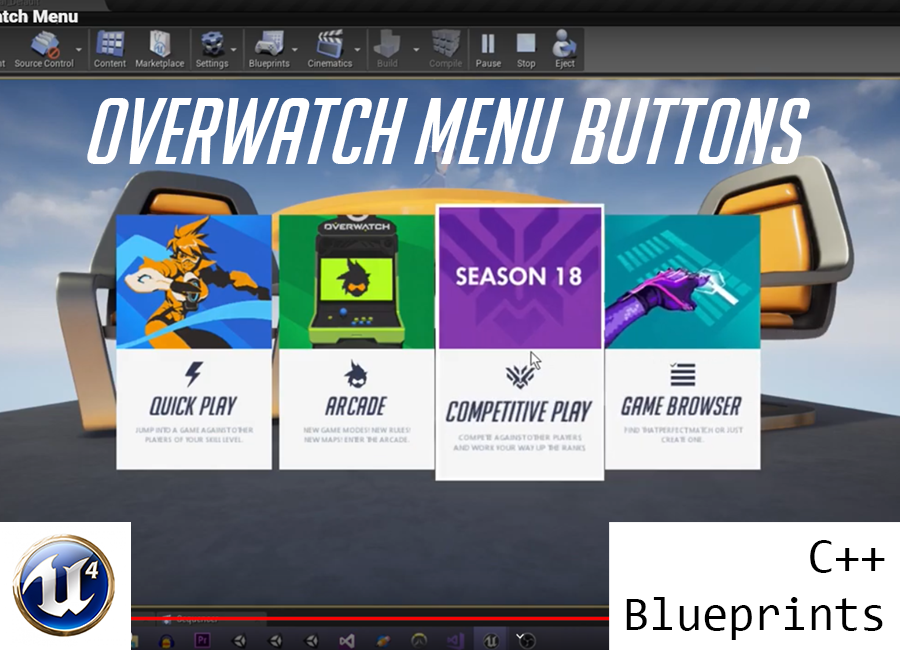 atch Menu
Source Control
Content
Marketplace
Settings
Blueprints
Cinematics
Build
Compile
Pause
Stop
Eject
OVERWATCH MENU BUTTONS
OVERWATCH
SEASON 18
QUICK PLAY
JUMP INTO A GAME AGAINST OTHER
PLAYERS OF YOUR SKILL LEVEL.
ARCADE
NEW GAME MODES! NEW RULES!
NEW MAPS! ENTER THE ARCADE.
COMPETITIVE PLAY
COMPETE AGAINST OTHER PLAYERS
AND WORK YOUR WAY UP THE RANKS
GAME BROWSER
FIND THAT PERFECT MATCH OR JUST
CREATE ONE.
U4
C++
Blueprints
Sequencer
Pr